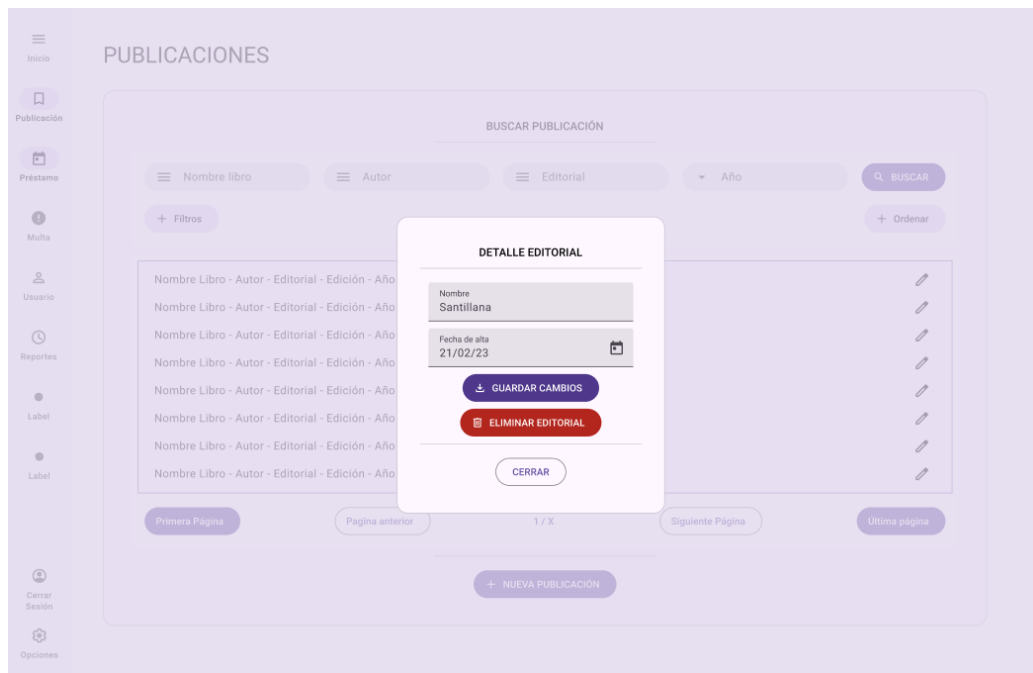 Inicio
PUBLICACIONES
Publicación
Préstamo
Multa
Usuario
Reportes
Label
Label
Cerrar
Sesión
Opciones
BUSCAR PUBLICACIÓN
Nombre libro
Autor
Editorial
Año
BUSCAR
+ Filtros
+ Ordenar
Nombre Libro - Autor - Editorial - Edición - Año
Nombre Libro - Autor - Editorial - Edición - Año
Nombre Libro - Autor - Editorial - Edición - Año
Nombre Libro - Autor - Editorial - Edición - Año
Nombre Libro - Autor - Editorial - Edición - Año
Nombre Libro - Autor - Editorial - Edición - Año
Nombre Libro - Autor - Editorial - Edición - Año
Nombre Libro - Autor - Editorial - Edición - Año
DETALLE EDITORIAL
Nombre
Santillana
Fecha de alta
21/02/23
GUARDAR CAMBIOS
ELIMINAR EDITORIAL
CERRAR
Primera Página
Pagina anterior
1 / X
Siguiente Página
Última página
+ NUEVA PUBLICACIÓN